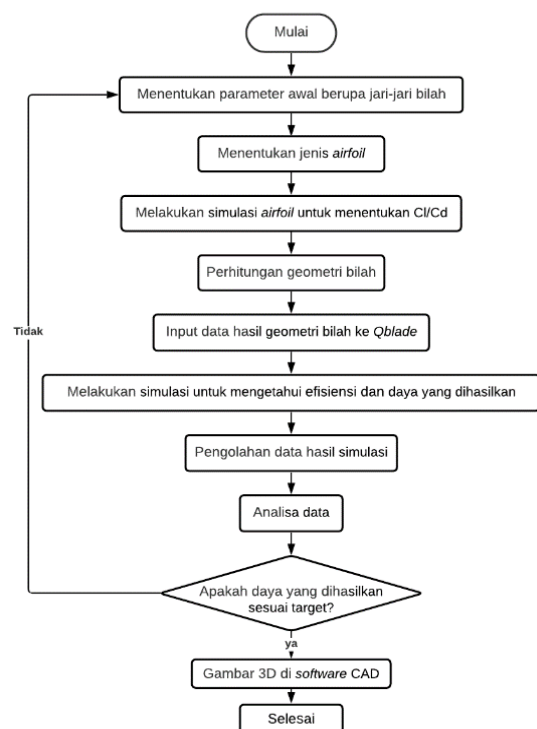 Mulai
Menentukan parameter awal berupa jari-jari bilah
Menentukan jenis airfoil
Melakukan simulasi airfoil untuk menentukan Cl/Cd
Perhitungan geometri bilah
Input data hasil geometri bilah ke Qblade
Tidak
Melakukan simulasi untuk mengetahui efisiensi dan daya yang dihasilkan
Pengolahan data hasil simulasi
Analisa data
Apakah daya yang dihasilkan
sesuai target?
ya
Gambar 3D di software CAD
Selesai